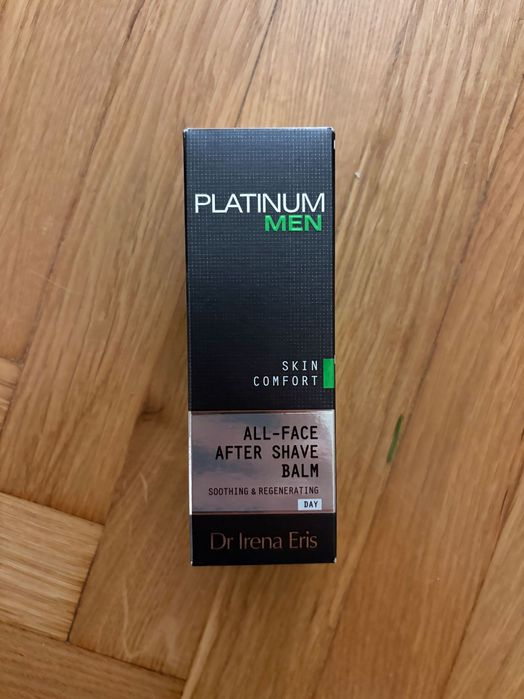 PLATINUM
MEN
SKIN
COMFORT
ALL-FACE
AFTER SHAVE
BALM
SOOTHING & REGENERATING
DAY
Dr Irena Eris